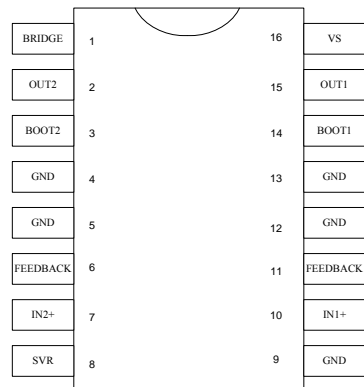 BRIDGE 1 16 VS
OUT2 2 15 OUT1
BOOT2 3 14 BOOT1
GND 4 13 GND
GND 5 12 GND
FEEDBACK 6 11 FEEDBACK
IN2+ 7 10 IN1+
SVR 8 9 GND